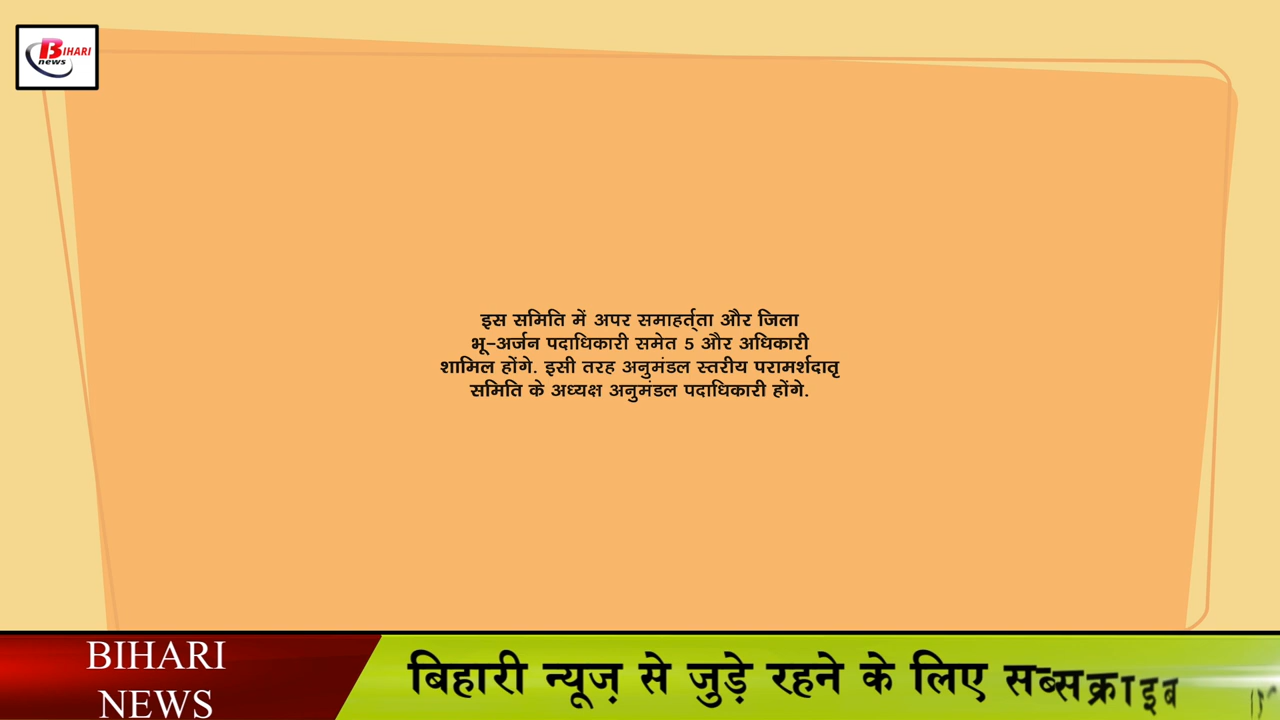 BIHARI
news
इस समिति में अपर समाहर्त्ता और जिला
भू-अर्जन पदाधिकारी समेत 5 और अधिकारी
शामिल होंगे. इसी तरह अनुमंडल स्तरीय परामर्शदातृ
समिति के अध्यक्ष अनुमंडल पदाधिकारी होंगे.
BIHARI
NEWS
बिहारी न्यूज़ से जुड़े रहने के लिए सब्सक्राइब